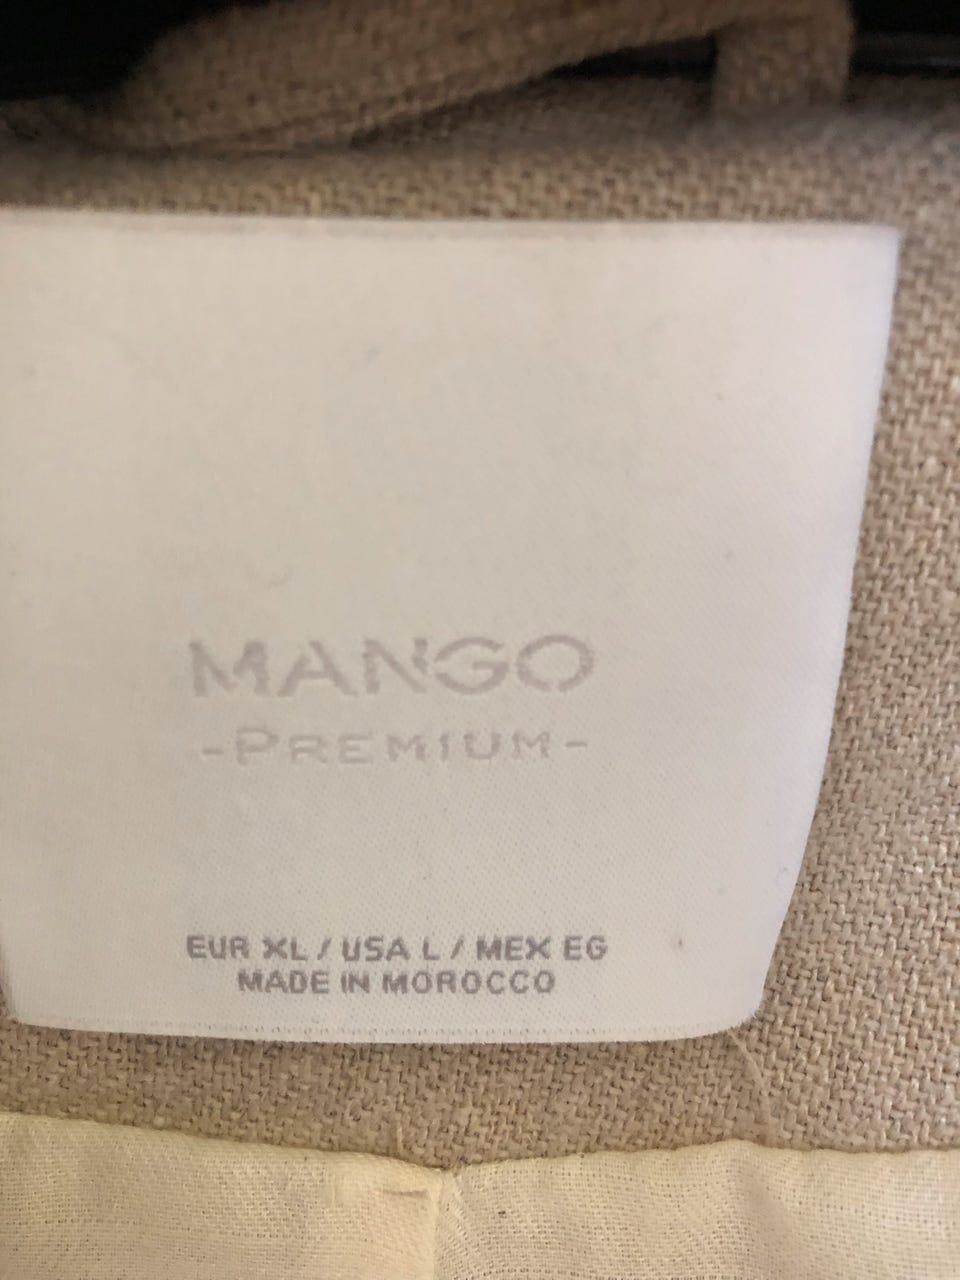 MANGO
-PREMIUM-
EUR XL / USA L / MEX EG
MADE IN MOROCCO